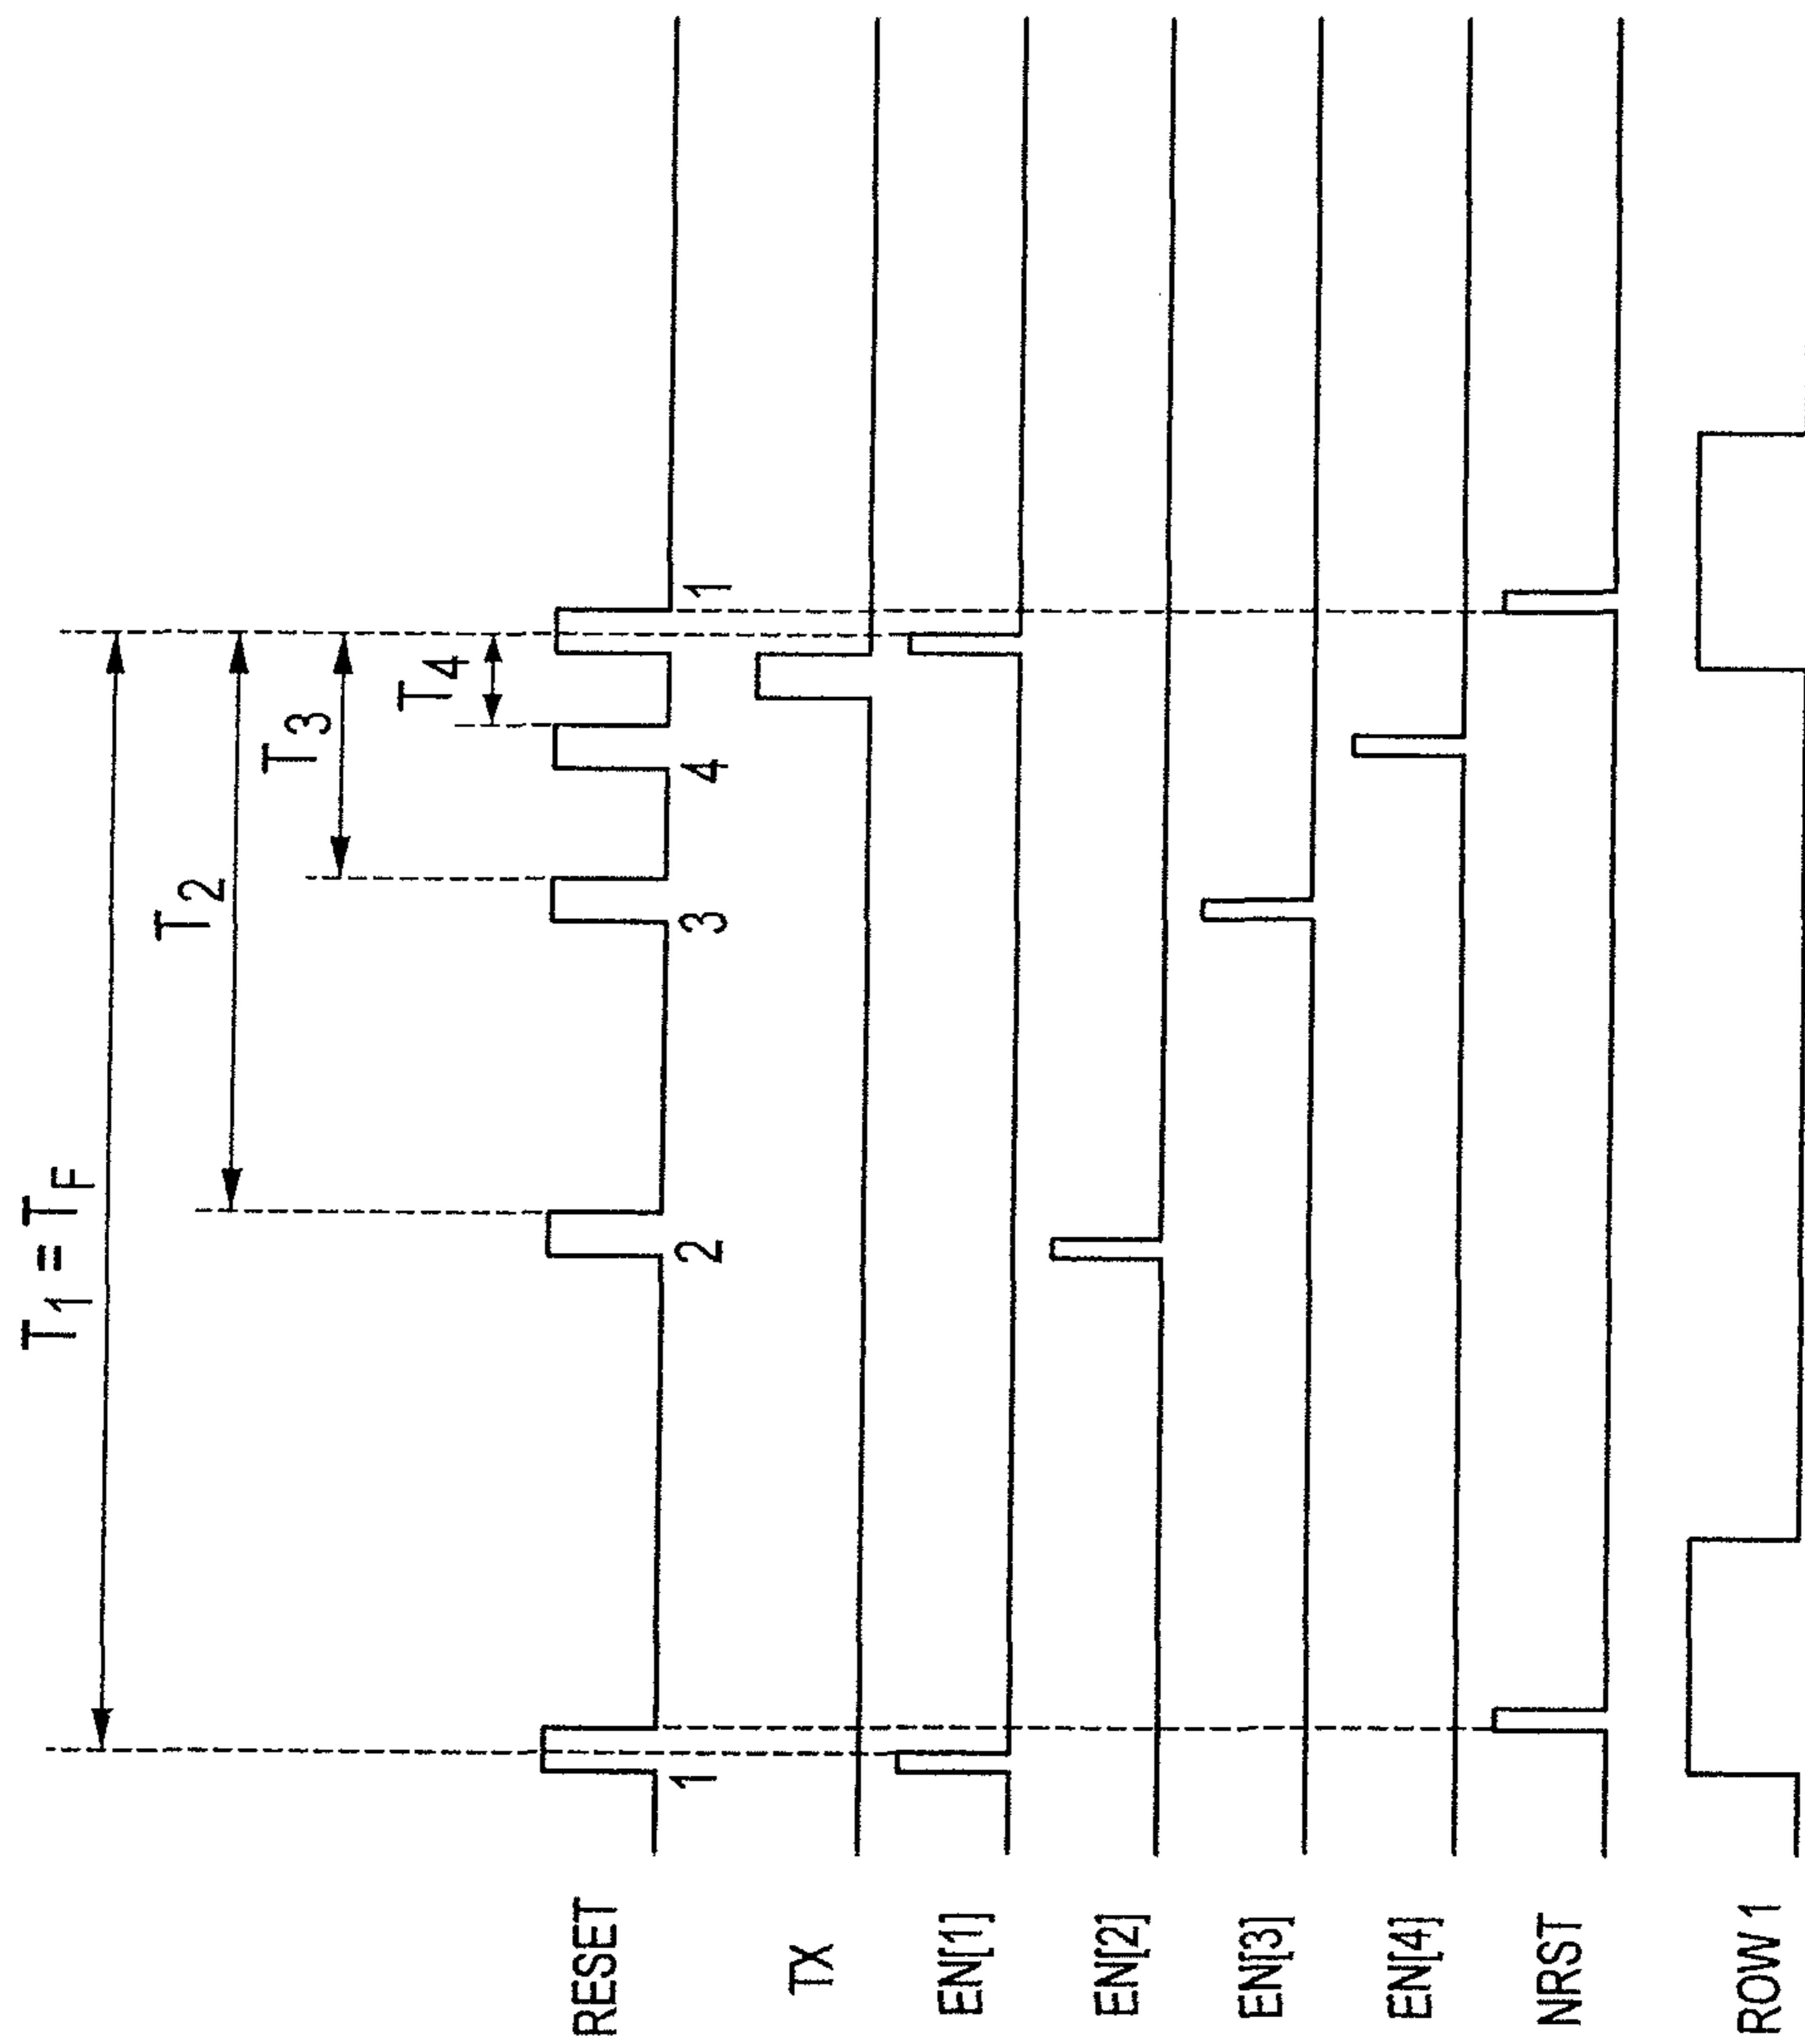 T1 = TF
T2
T3
T4
RESET
1
2
3
4
1
TX
EN[1]
EN[2]
EN[3]
EN[4]
NRST
ROW 1